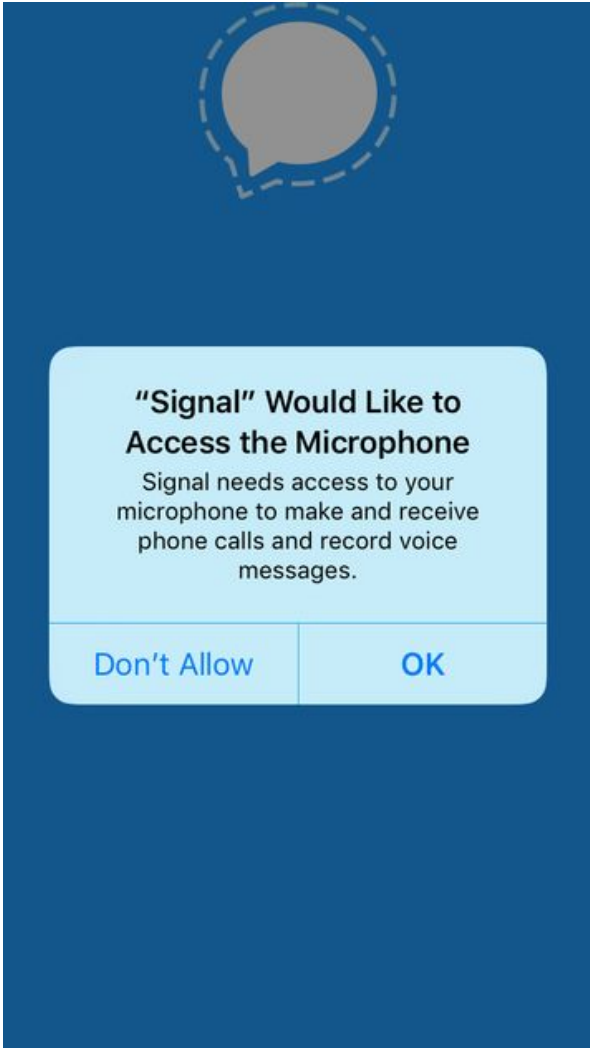 “Signal” Would Like to
Access the Microphone
Signal needs access to your
microphone to make and receive
phone calls and record voice
messages.
Don’t Allow
OK